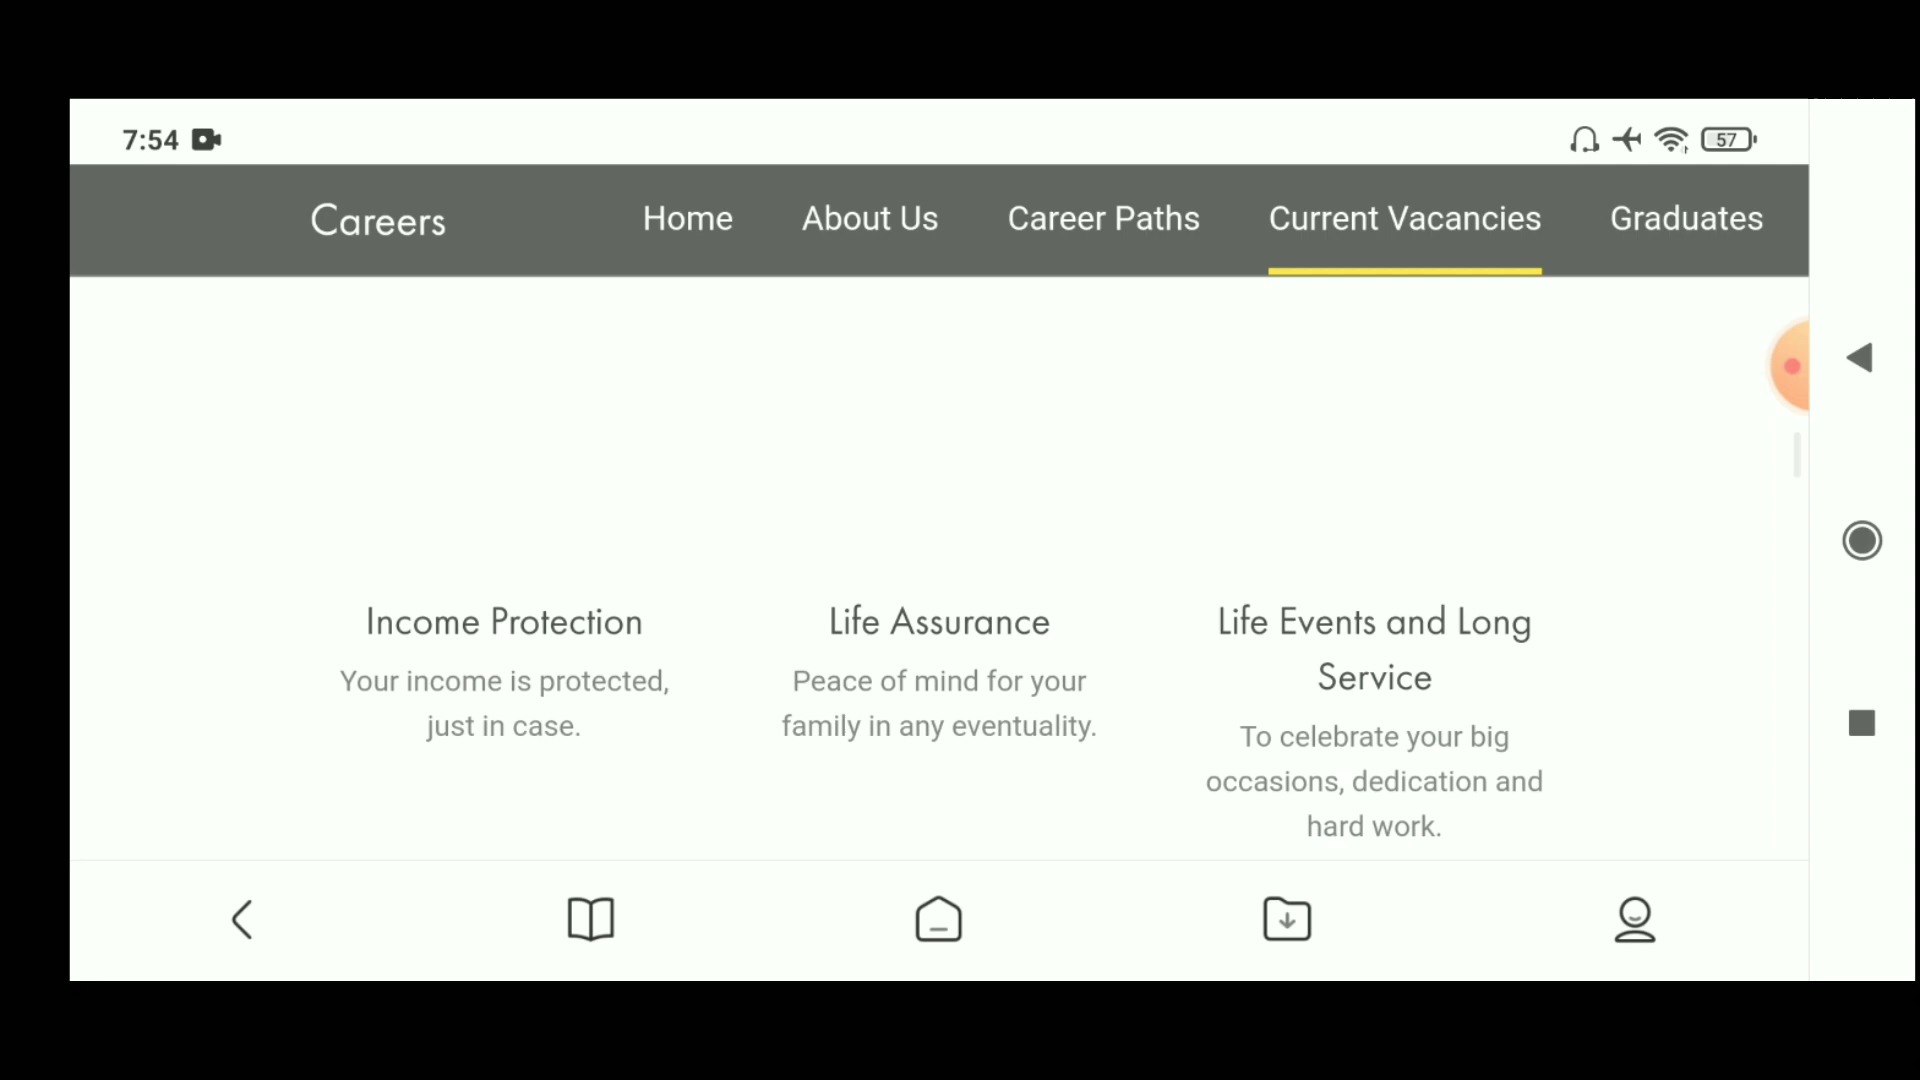 7:54
57
Careers
Home
About Us
Career Paths
Current Vacancies
Graduates
Income Protection
Your income is protected,
just in case.
Life Assurance
Peace of mind for your
family in any eventuality.
Life Events and Long
Service
To celebrate your big
occasions, dedication and
hard work.